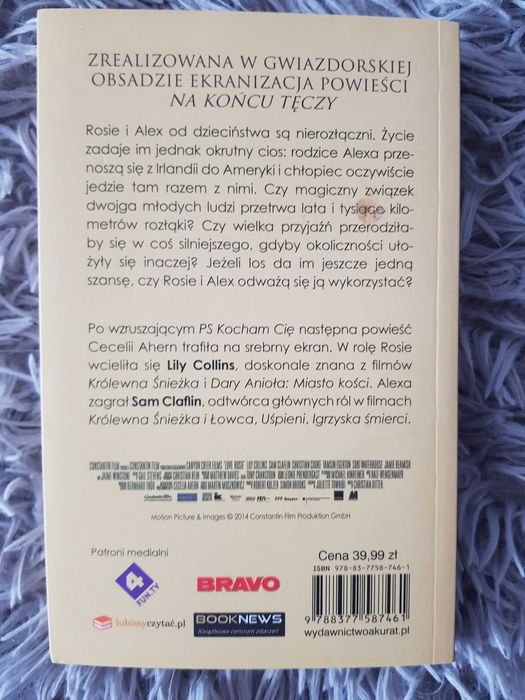 ZREALIZOWANA W GWIAZDORSKIEJ
OBSADZIE EKRANIZACJA POWIEŚCI
NA KOŃCU TĘCZY
Rosie i Alex od dzieciństwa są nierozłączni. Życie
zadaje im jednak okrutny cios: rodzice Alexa prze-
noszą się z Irlandii do Ameryki i chłopiec oczywiście
jedzie tam razem z nimi. Czy magiczny związek
dwojga młodych ludzi przetrwa lata i tysiące kilo-
metrów rozłąki? Czy wielka przyjaźń przerodziła-
by się w coś silniejszego, gdyby okoliczności uło-
żyły się inaczej? Jeżeli los da im jeszcze jedną
szansę, czy Rosie i Alex odważą się ją wykorzystać?
Po wzruszającym PS Kocham Cię następna powieść
Cecelii Ahern trafiła na srebrny ekran. W rolę Rosie
wcieliła się Lily Collins, doskonale znana z filmów
Królewna Śnieżka i Dary Anioła: Miasto kości. Alexa
zagrał Sam Claflin, odtwórca głównych ról w filmach
Królewna Śnieżka i Łowca, Uśpieni, Igrzyska śmierci.
Motion Picture & Images © 2014 Constantin Film Produktion GmbH
Patroni medialni
4
FUN.TV
BRAVO
lubimyczytać.pl
BOOKNEWS
Książkowe centrum zdarzeń
Cena 39,99 zł
ISBN 978-83-7758-746-1
9 788377 587461
wydawnictwoakurat.pl